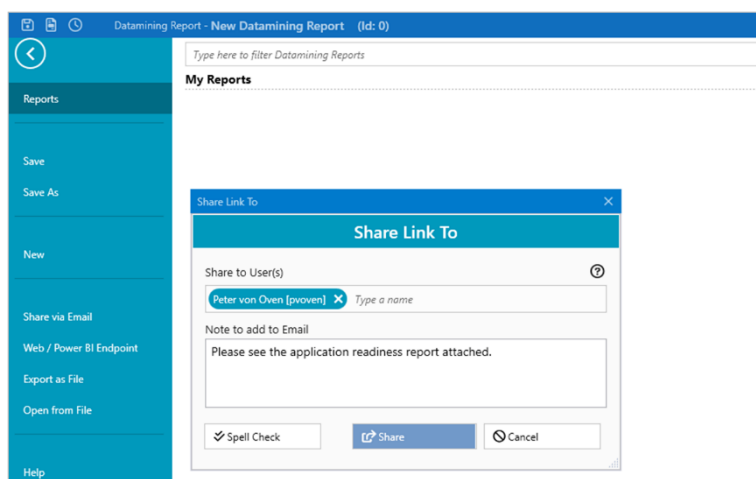 Datamining Report - New Datamining Report (Id: 0)
Type here to filter Datamining Reports
My Reports
Reports
Save
Save As
New
Share via Email
Web / Power BI Endpoint
Export as File
Open from File
Help
Share Link To
Share Link To
Share to User(s)
Peter von Oven [pvoven] Type a name
Note to add to Email
Please see the application readiness report attached.
Spell Check Share Cancel